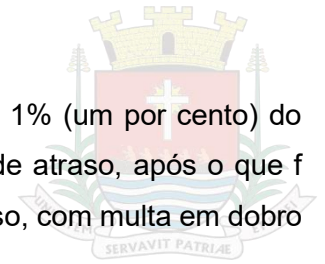 1% (um por cento) do
de atraso, após o que f
so, com multa em dobro
SERVAVIT PATRIAE